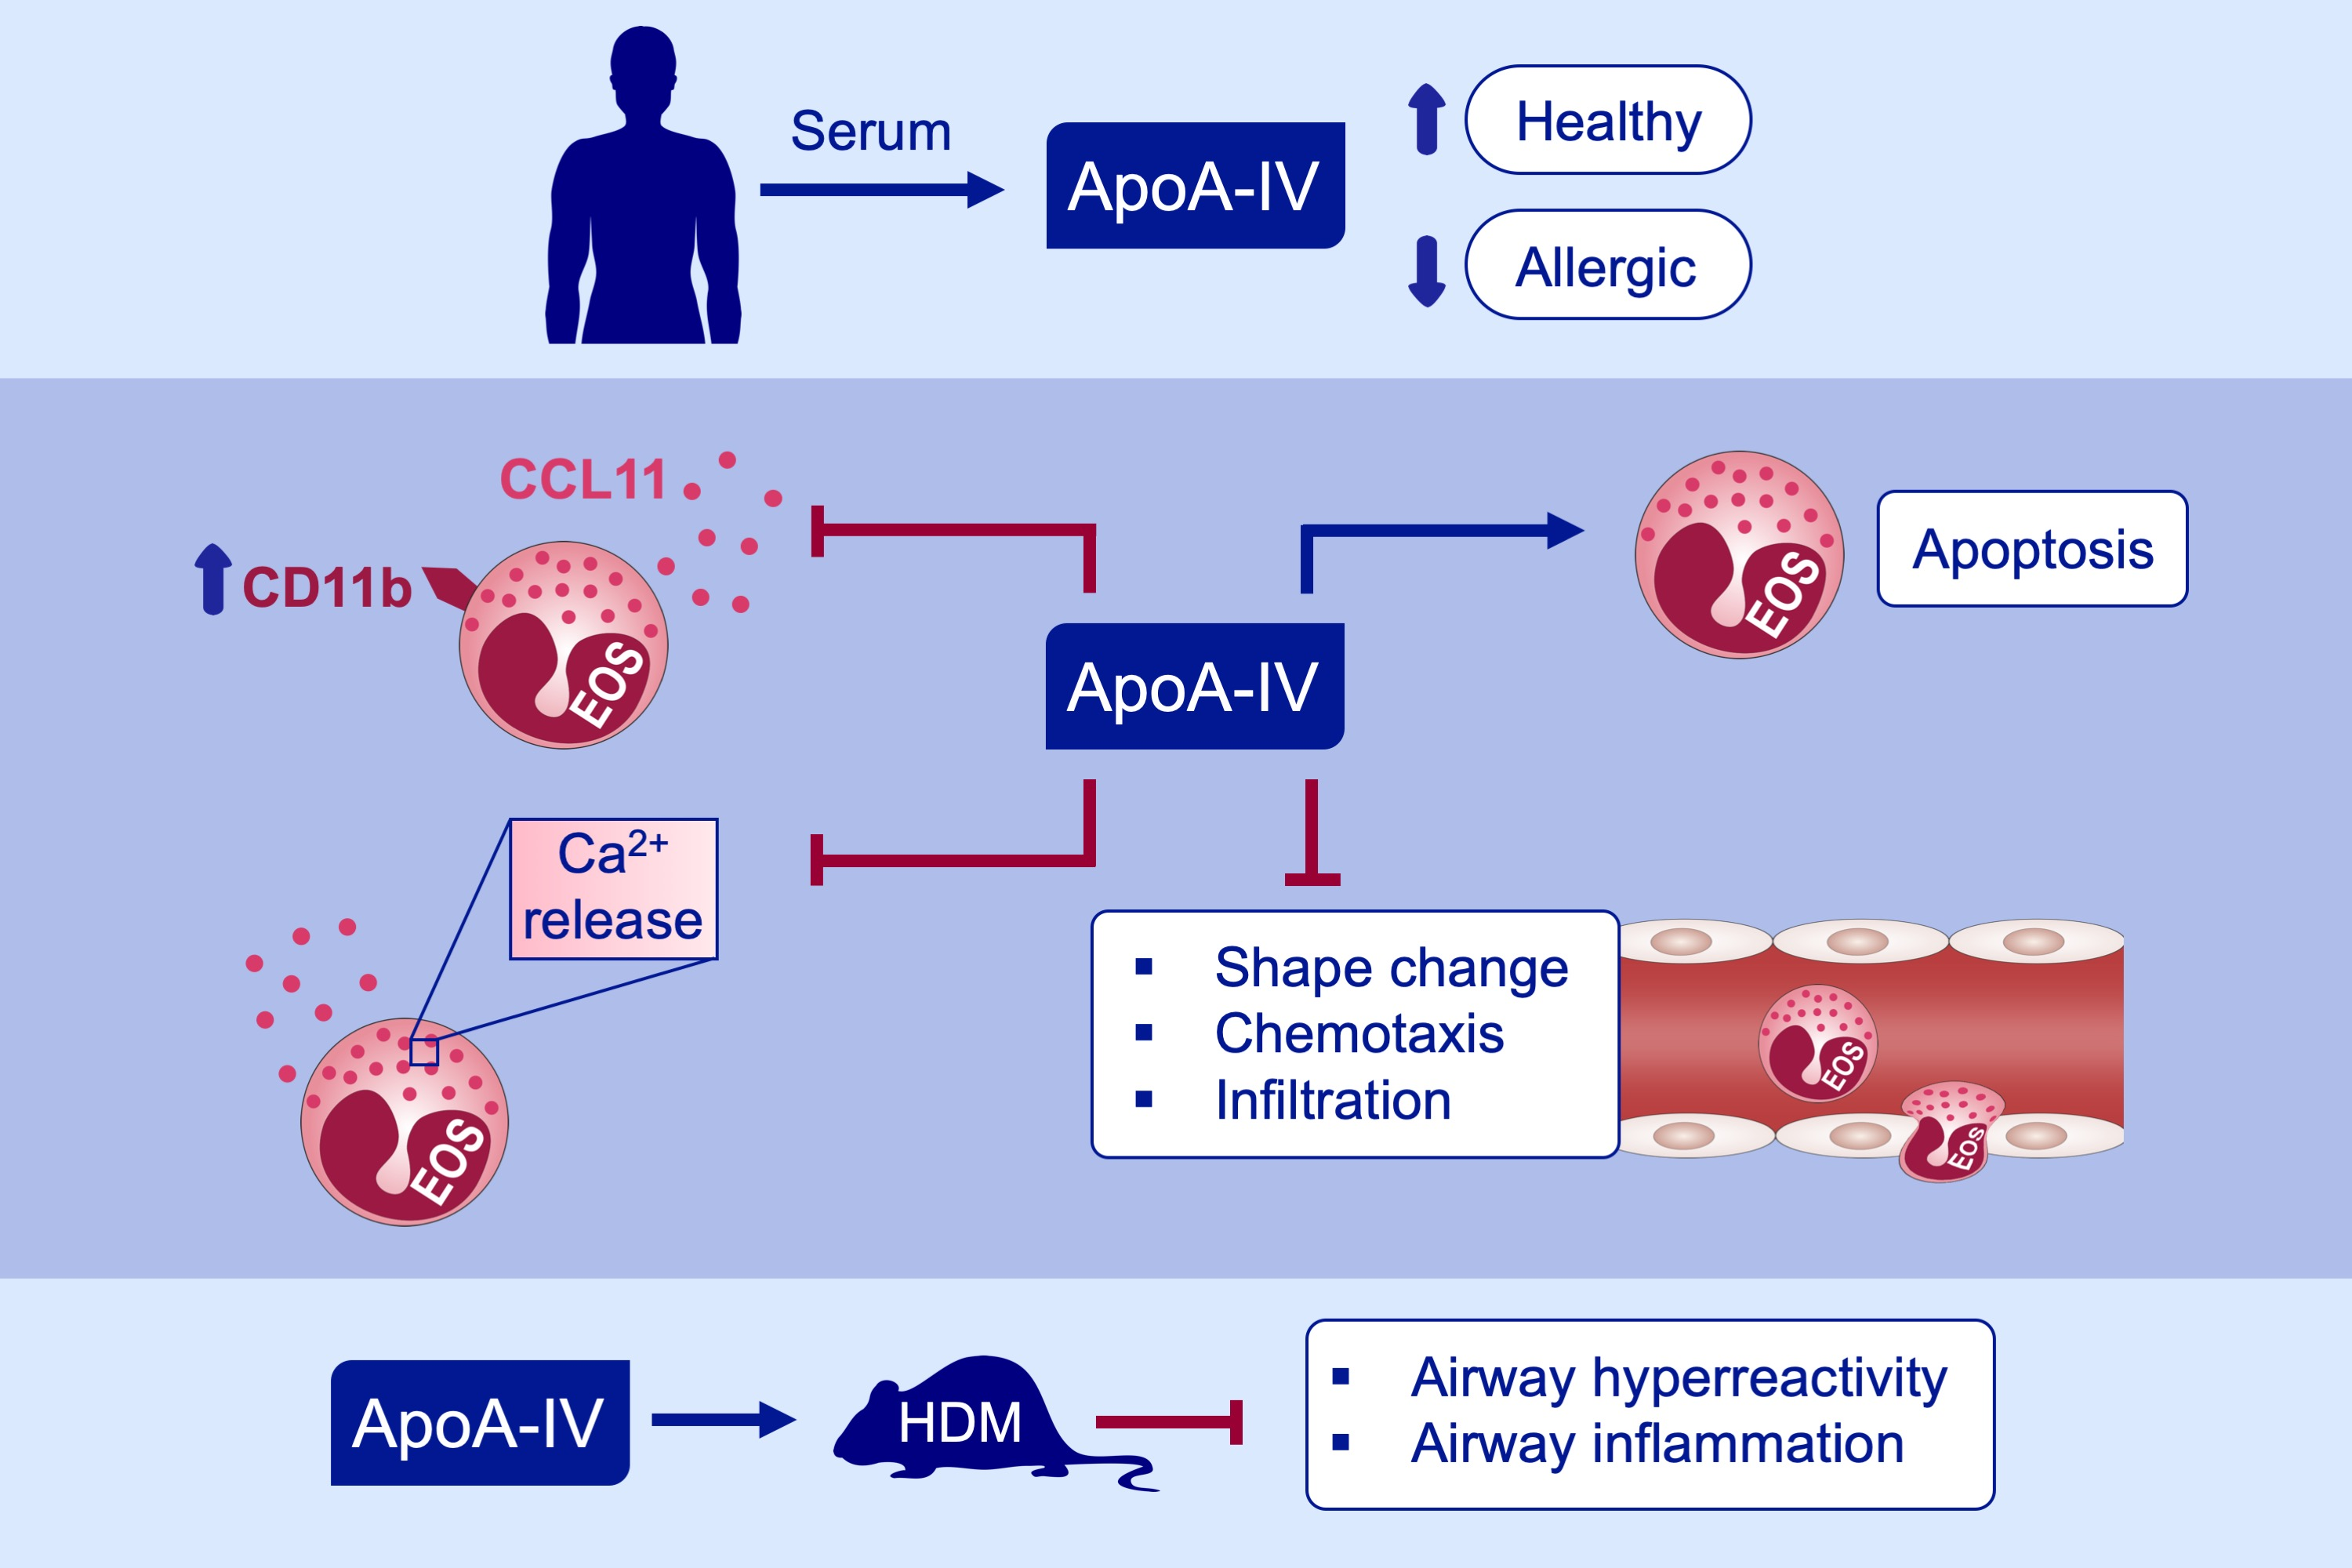 Serum
ApoA-IV
Healthy
Allergic
CCL11
CD11b
EOS
ApoA-IV
EOS
Apoptosis
Ca²⁺
release
EOS
▪ Shape change
▪ Chemotaxis
▪ Infiltration
EOS
EOS
ApoA-IV
HDM
▪ Airway hyperreactivity
▪ Airway inflammation